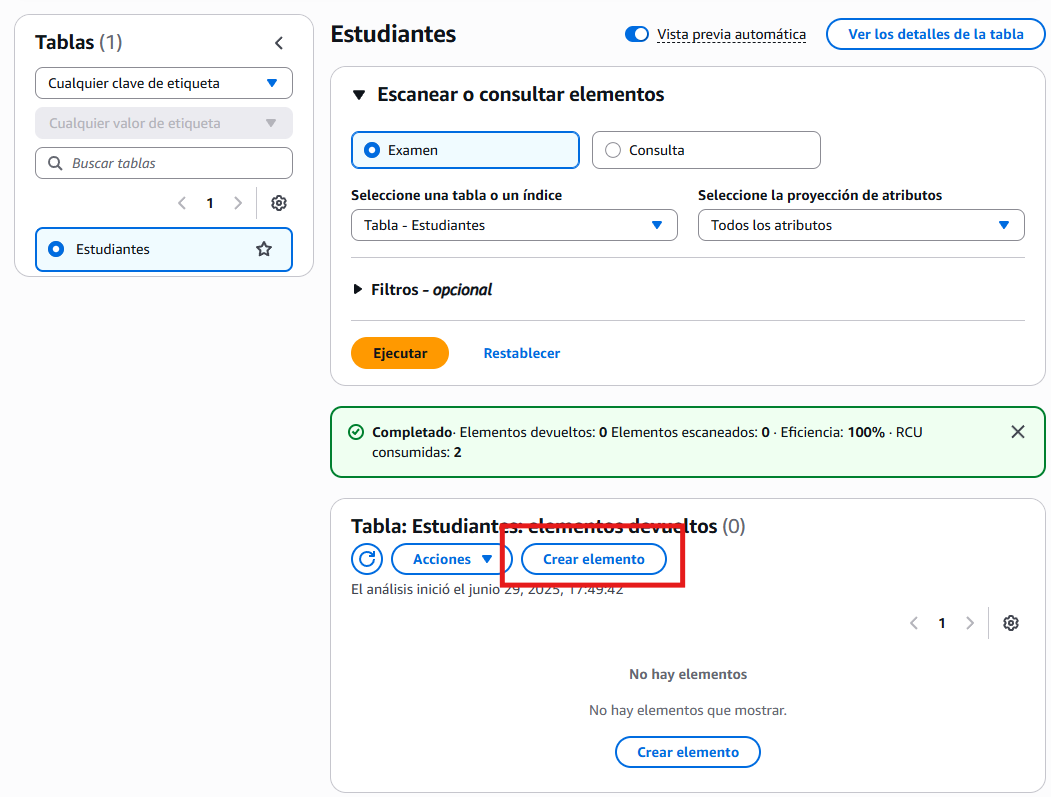 Tablas (1)
Cualquier clave de etiqueta
Cualquier valor de etiqueta
Buscar tablas
1
Estudiantes
Estudiantes
Vista previa automática
Ver los detalles de la tabla
Escanear o consultar elementos
Examen
Consulta
Seleccione una tabla o un índice
Seleccione la proyección de atributos
Tabla - Estudiantes
Todos los atributos
Filtros - opcional
Ejecutar
Restablecer
Completado· Elementos devueltos: 0 Elementos escaneados: 0 · Eficiencia: 100% · RCU
consumidas: 2
Tabla: Estudiantes: elementos devueltos (0)
Acciones
Crear elemento
El análisis inició el junio 29, 2025, 17:49:42
1
No hay elementos
No hay elementos que mostrar.
Crear elemento